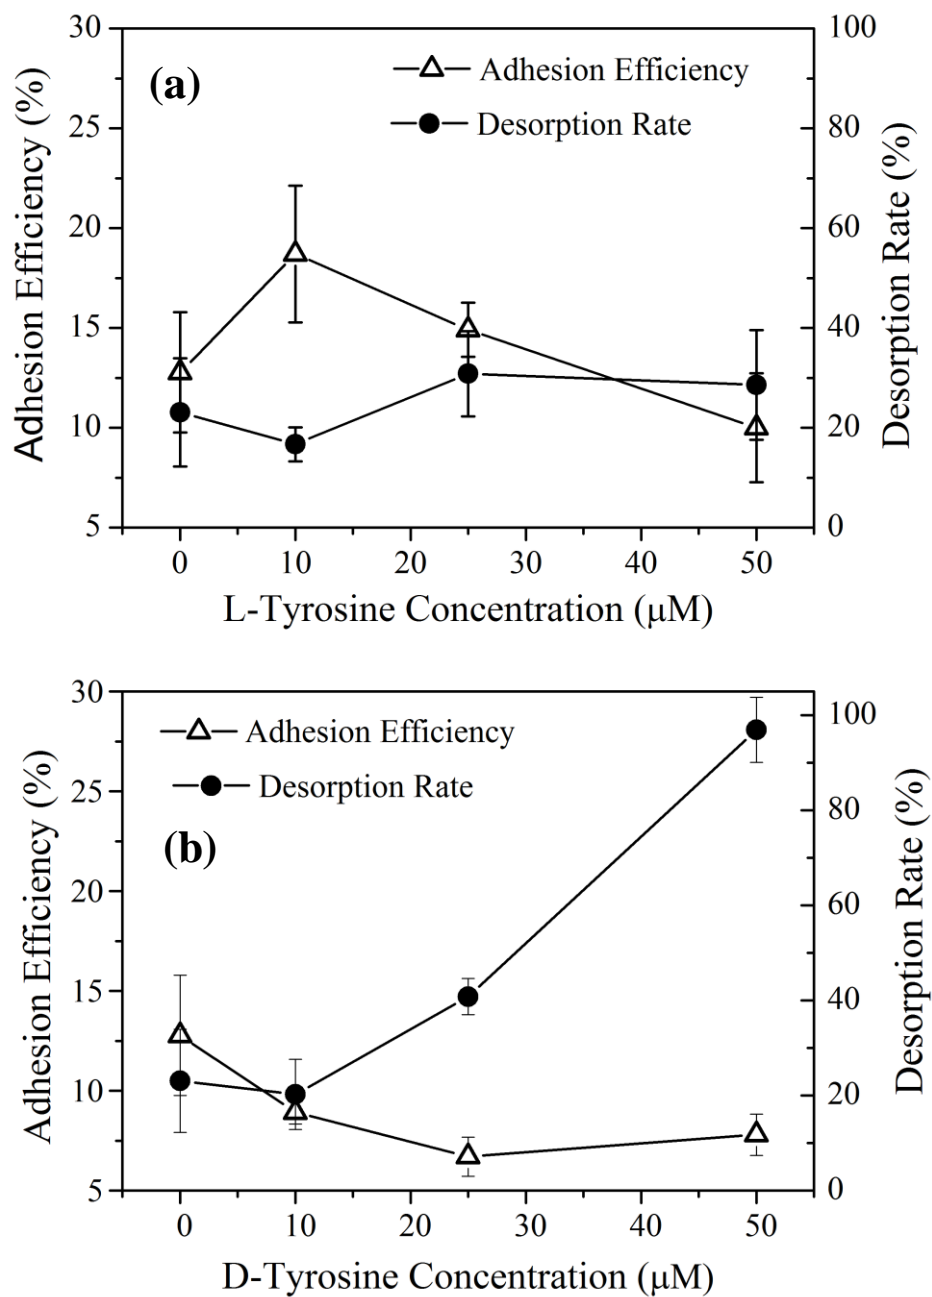 (a)
Adhesion Efficiency
Desorption Rate
Adhesion Efficiency (%)
30
25
20
15
10
5
Desorption Rate (%)
100
80
60
40
20
0
0 10 20 30 40 50
L-Tyrosine Concentration (μM)
Adhesion Efficiency
Desorption Rate
(b)
Adhesion Efficiency (%)
30
25
20
15
10
5
Desorption Rate (%)
100
80
60
40
20
0
0 10 20 30 40 50
D-Tyrosine Concentration (μM)